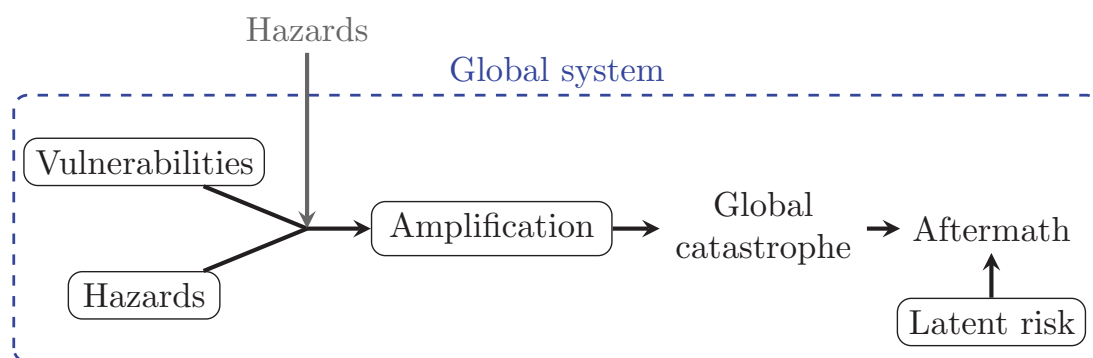 Hazards
Global system
Vulnerabilities
Amplification
Global
catastrophe
Aftermath
Hazards
Latent risk